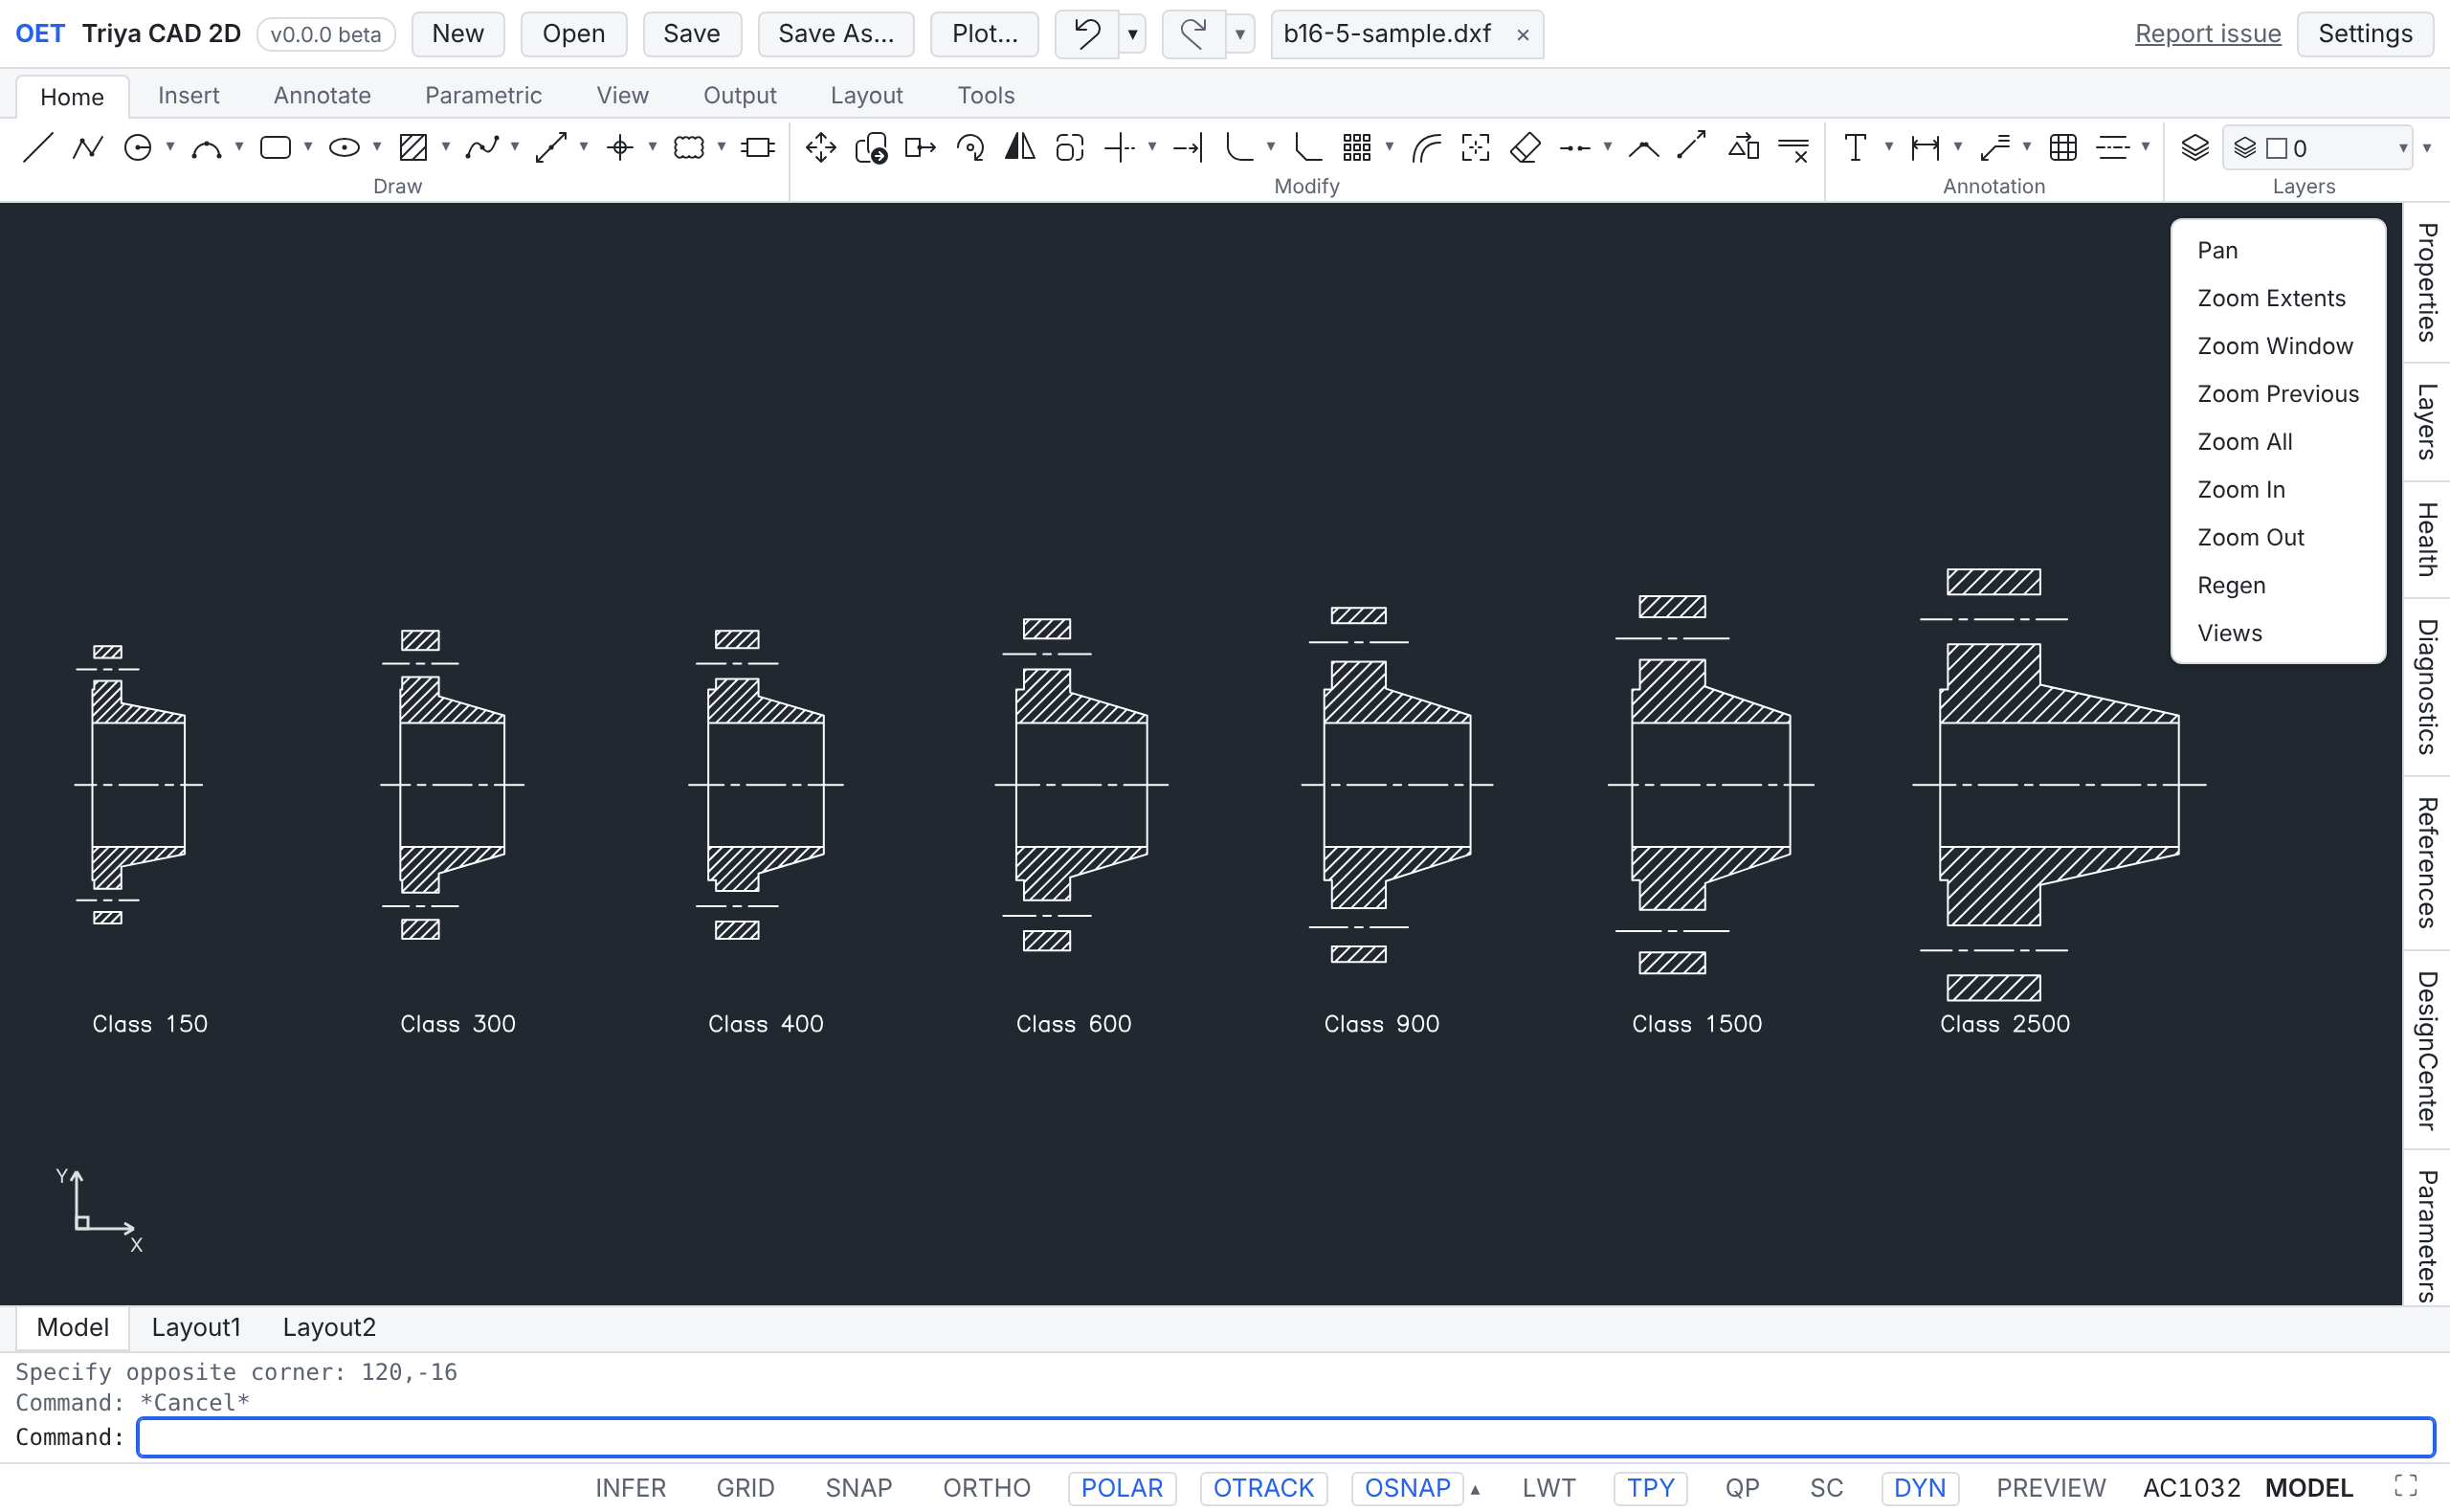 OET Triya CAD 2D v0.0.0 beta New Open Save Save As... Plot... b16-5-sample.dxf × Report issue Settings
Home Insert Annotate Parametric View Output Layout Tools
0
Draw Modify Annotation Layers
Pan
Zoom Extents
Zoom Window
Zoom Previous
Zoom All
Zoom In
Zoom Out
Regen
Views
Properties
Layers
Health
Diagnostics
References
DesignCenter
Parameters
Class 150 Class 300 Class 400 Class 600 Class 900 Class 1500 Class 2500
Y
X
Model Layout1 Layout2
Specify opposite corner: 120,-16
Command: *Cancel*
Command:
INFER GRID SNAP ORTHO POLAR OTRACK OSNAP LWT TPY QP SC DYN PREVIEW AC1032 MODEL